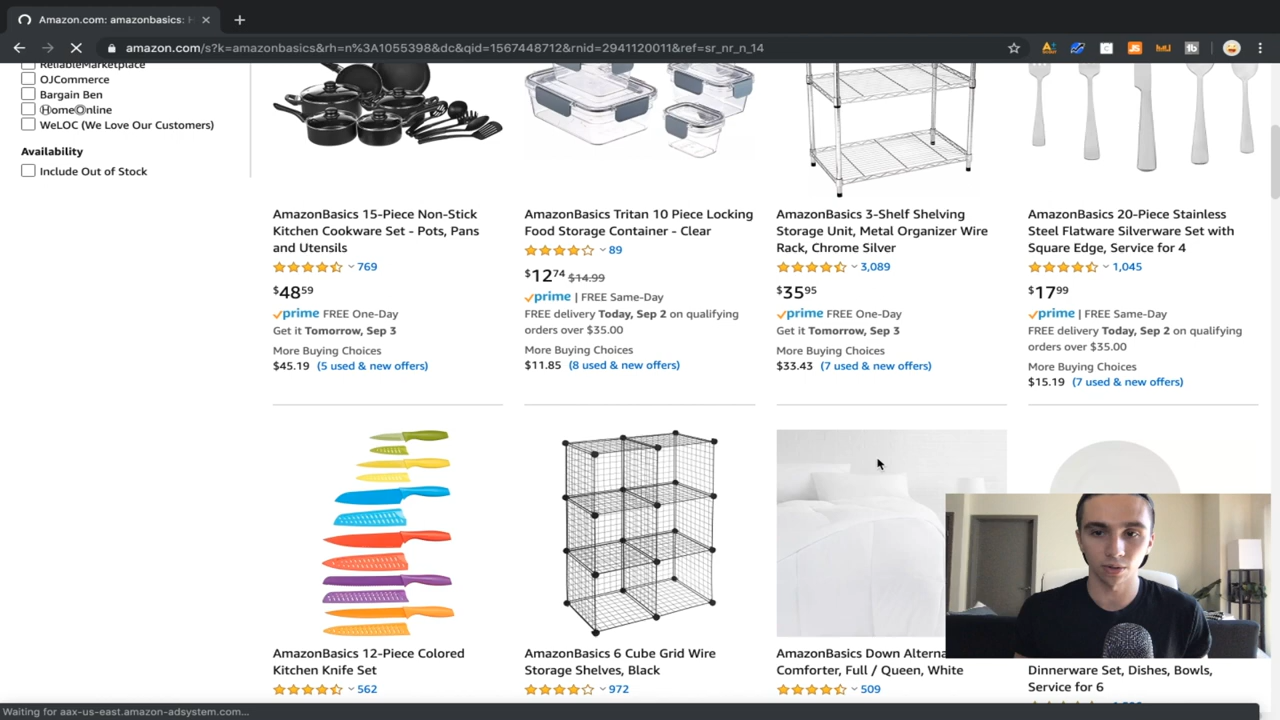 Amazon.com: amazonbasics: H
amazon.com/s?k=amazonbasics&rh=n%3A1055398&dc&qid=1567448712&rnid=2941120011&ref=sr_nr_n_14
ReliableMarketplace
OJCommerce
Bargain Ben
ⒽomeⓄnline
WeLOC (We Love Our Customers)
Availability
Include Out of Stock
AmazonBasics 15-Piece Non-Stick
Kitchen Cookware Set - Pots, Pans
and Utensils
769
$48 59
prime FREE One-Day
Get it Tomorrow, Sep 3
More Buying Choices
$45.19 (5 used & new offers)
AmazonBasics Tritan 10 Piece Locking
Food Storage Container - Clear
89
$12 74 $14.99
prime | FREE Same-Day
FREE delivery Today, Sep 2 on qualifying
orders over $35.00
More Buying Choices
$11.85 (8 used & new offers)
AmazonBasics 3-Shelf Shelving
Storage Unit, Metal Organizer Wire
Rack, Chrome Silver
3,089
$35 95
prime FREE One-Day
Get it Tomorrow, Sep 3
More Buying Choices
$33.43 (7 used & new offers)
AmazonBasics 20-Piece Stainless
Steel Flatware Silverware Set with
Square Edge, Service for 4
1,045
$17 99
prime | FREE Same-Day
FREE delivery Today, Sep 2 on qualifying
orders over $35.00
More Buying Choices
$15.19 (7 used & new offers)
AmazonBasics 12-Piece Colored
Kitchen Knife Set
562
AmazonBasics 6 Cube Grid Wire
Storage Shelves, Black
972
AmazonBasics Down Alterna
Comforter, Full / Queen, White
509
Dinnerware Set, Dishes, Bowls,
Service for 6
Waiting for aax-us-east.amazon-adsystem.com...